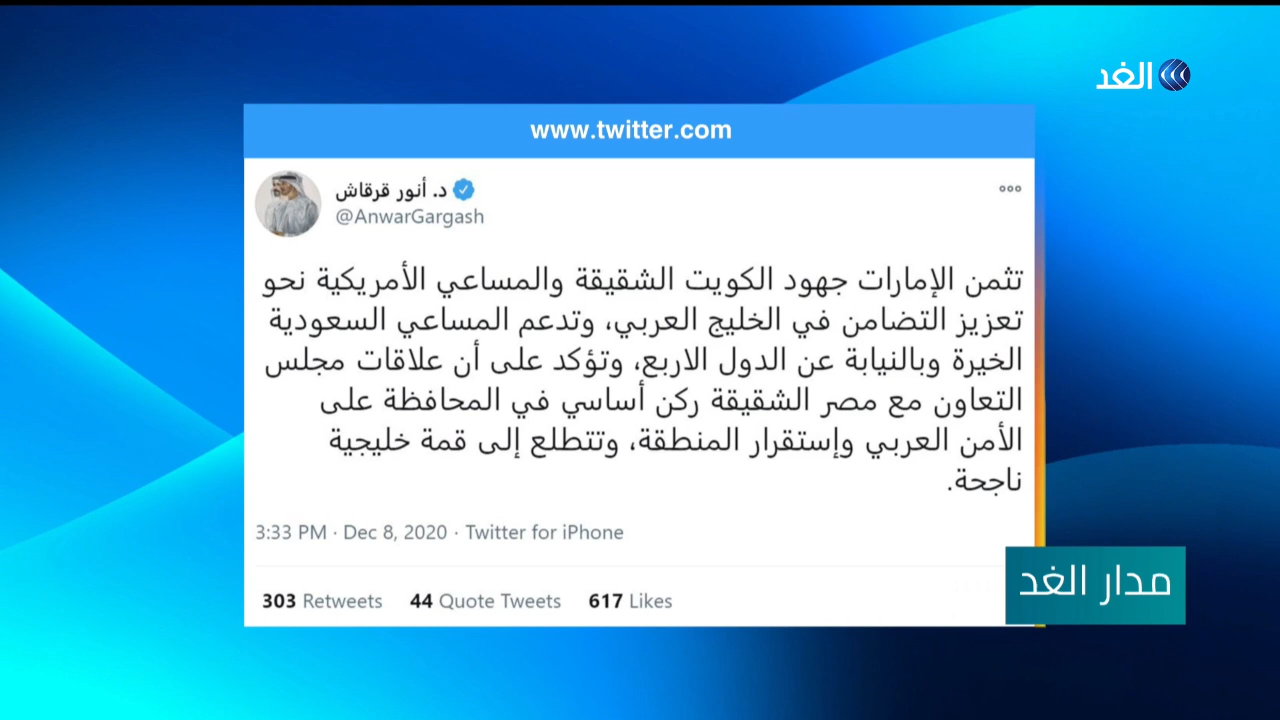 الغد
www.twitter.com
د. أنور قرقاش
@AnwarGargash
تثمن الإمارات جهود الكويت الشقيقة والمساعي الأمريكية نحو
تعزيز التضامن في الخليج العربي، وتدعم المساعي السعودية
الخيرة وبالنيابة عن الدول الاربع، وتؤكد على أن علاقات مجلس
التعاون مع مصر الشقيقة ركن أساسي في المحافظة على
الأمن العربي وإستقرار المنطقة، وتتطلع إلى قمة خليجية
ناجحة.
3:33 PM · Dec 8, 2020 · Twitter for iPhone
303 Retweets 44 Quote Tweets 617 Likes
مدار الغد